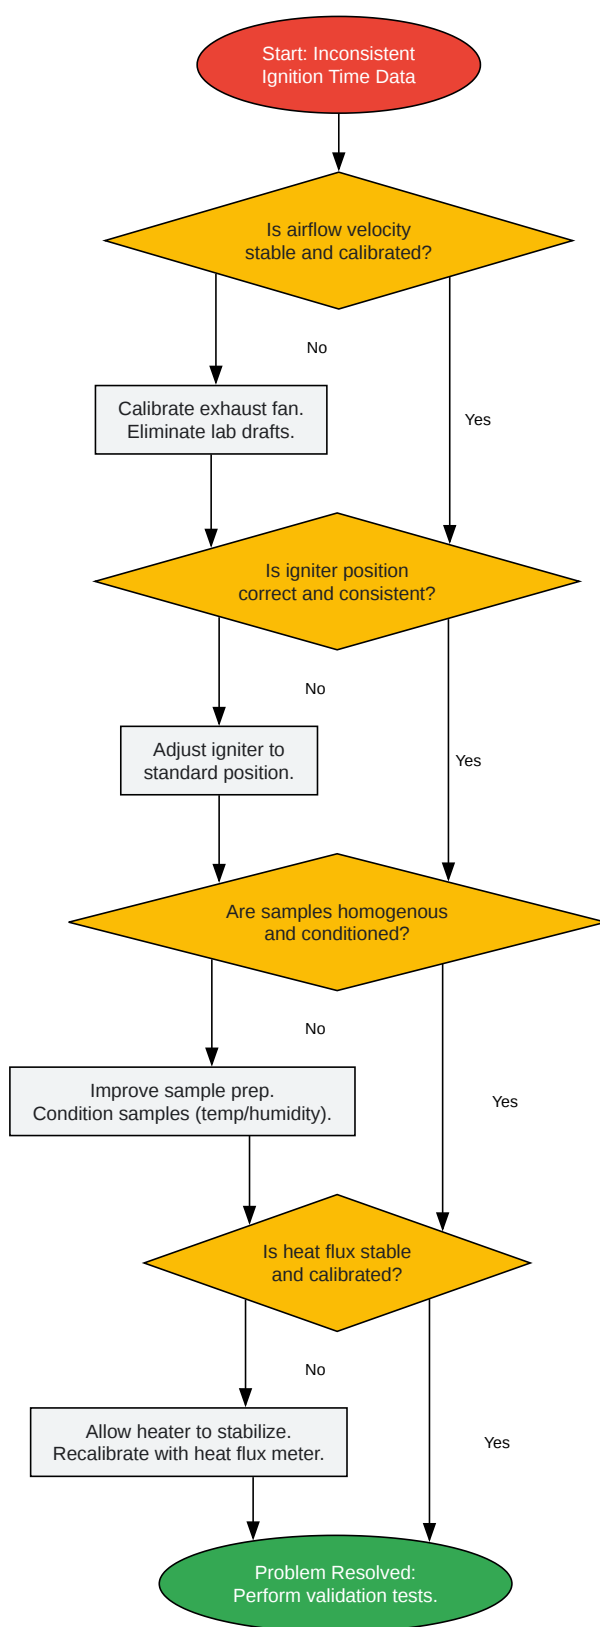 Start: Inconsistent
Ignition Time Data
Is airflow velocity
stable and calibrated?
No
Calibrate exhaust fan.
Eliminate lab drafts.
Yes
Is igniter position
correct and consistent?
No
Adjust igniter to
standard position.
Yes
Are samples homogenous
and conditioned?
No
Improve sample prep.
Condition samples (temp/humidity).
Yes
Is heat flux stable
and calibrated?
No
Allow heater to stabilize.
Recalibrate with heat flux meter.
Yes
Problem Resolved:
Perform validation tests.